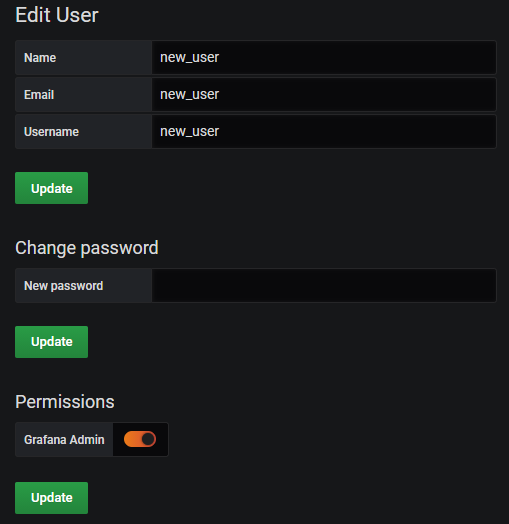 Edit User
Name new_user
Email new_user
Username new_user
Update
Change password
New password
Update
Permissions
Grafana Admin
Update